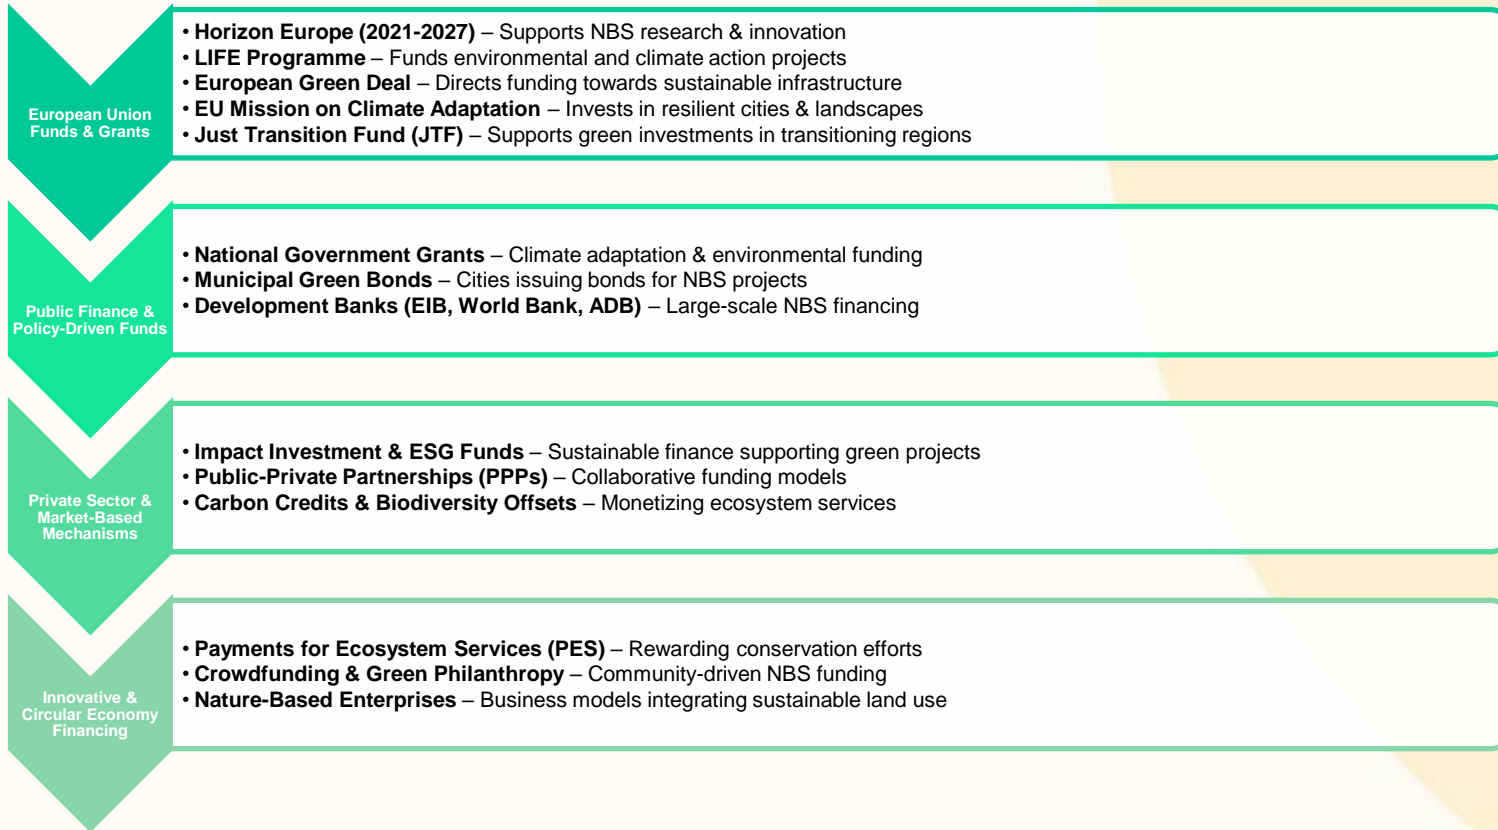 European Union
Funds & Grants
• Horizon Europe (2021-2027) – Supports NBS research & innovation
• LIFE Programme – Funds environmental and climate action projects
• European Green Deal – Directs funding towards sustainable infrastructure
• EU Mission on Climate Adaptation – Invests in resilient cities & landscapes
• Just Transition Fund (JTF) – Supports green investments in transitioning regions
Public Finance &
Policy-Driven Funds
• National Government Grants – Climate adaptation & environmental funding
• Municipal Green Bonds – Cities issuing bonds for NBS projects
• Development Banks (EIB, World Bank, ADB) – Large-scale NBS financing
Private Sector &
Market-Based
Mechanisms
• Impact Investment & ESG Funds – Sustainable finance supporting green projects
• Public-Private Partnerships (PPPs) – Collaborative funding models
• Carbon Credits & Biodiversity Offsets – Monetizing ecosystem services
Innovative &
Circular Economy
Financing
• Payments for Ecosystem Services (PES) – Rewarding conservation efforts
• Crowdfunding & Green Philanthropy – Community-driven NBS funding
• Nature-Based Enterprises – Business models integrating sustainable land use